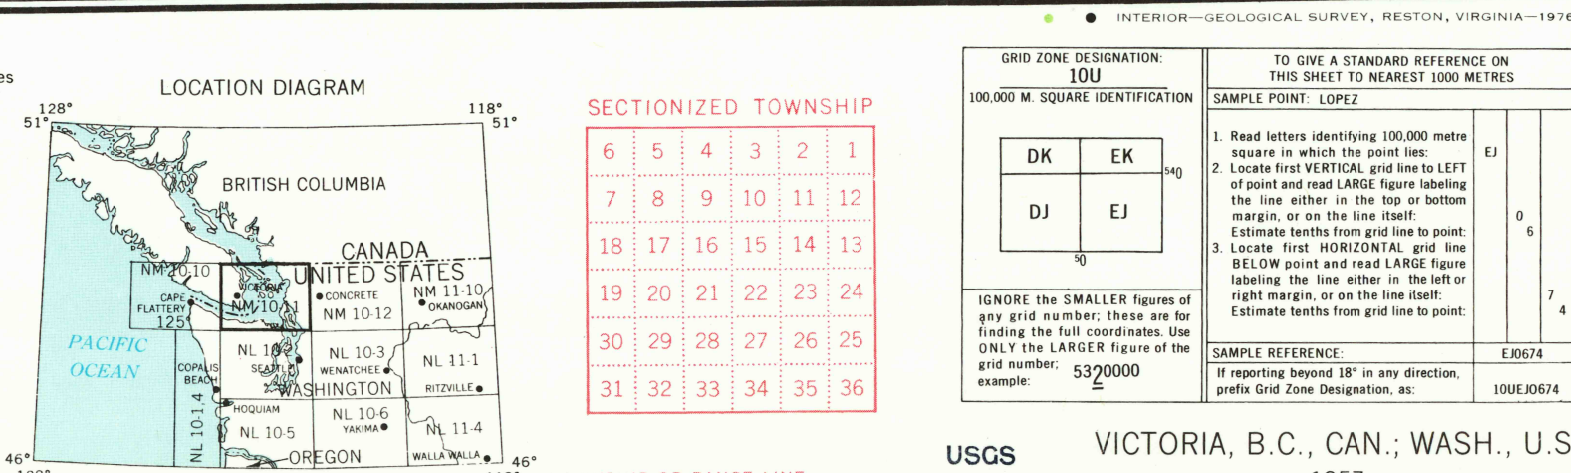 INTERIOR—GEOLOGICAL SURVEY, RESTON, VIRGINIA—1976
LOCATION DIAGRAM
128°
118°
51°
51°
BRITISH COLUMBIA
CANADA
UNITED STATES
NM 10-10
VICTORIA
CONCRETE
NM 11-10
CAPE
FLATTERY
NM 10-11
NM 10-12
OKANOGAN
125°
PACIFIC
OCEAN
NL 10-2
NL 10-3
NL 11-1
COPALIS
BEACH
SEATTLE
WENATCHEE
WASHINGTON
RITZVILLE
HOQUIAM
NL 10-6
NL 10-1,4
NL 10-5
YAKIMA
NL 11-4
46°
OREGON
WALLA WALLA
46°
SECTIONIZED TOWNSHIP
6 5 4 3 2 1
7 8 9 10 11 12
18 17 16 15 14 13
19 20 21 22 23 24
30 29 28 27 26 25
31 32 33 34 35 36
GRID ZONE DESIGNATION:
10U
100,000 M. SQUARE IDENTIFICATION
DK EK
540
DJ EJ
50
IGNORE the SMALLER figures of
any grid number; these are for
finding the full coordinates. Use
ONLY the LARGER figure of the
grid number;
example: 5320000
TO GIVE A STANDARD REFERENCE ON
THIS SHEET TO NEAREST 1000 METRES
SAMPLE POINT: LOPEZ
1. Read letters identifying 100,000 metre
square in which the point lies: EJ
2. Locate first VERTICAL grid line to LEFT
of point and read LARGE figure labeling
the line either in the top or bottom
margin, or on the line itself: 0
Estimate tenths from grid line to point: 6
3. Locate first HORIZONTAL grid line
BELOW point and read LARGE figure
labeling the line either in the left or
right margin, or on the line itself: 7
Estimate tenths from grid line to point: 4
SAMPLE REFERENCE: EJ0674
If reporting beyond 18° in any direction,
prefix Grid Zone Designation, as: 10UEJ0674
USGS
VICTORIA, B.C., CAN.; WASH., U.S